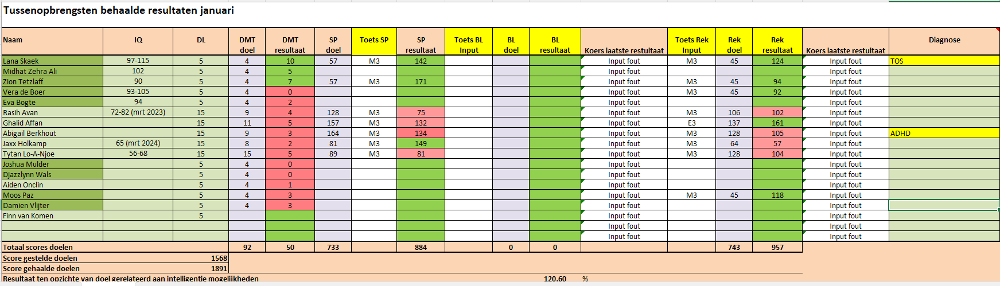 Tussenopbrengsten behaalde resultaten januari
Naam IQ DL DMT doel DMT resultaat SP doel Toets SP SP resultaat Toets BL Input BL doel BL resultaat Koers laatste restultaat Toets Rek Input Rek doel Rek resultaat Koers laatste restultaat Diagnose
Lana Skaek 97-115 5 4 10 57 M3 142 Input fout M3 45 124 Input fout TOS
Midhat Zehra Ali 102 5 4 5 Input fout Input fout
Zion Tetzlaff 90 5 4 7 57 M3 171 Input fout M3 45 94 Input fout
Vera de Boer 93-105 5 4 0 Input fout M3 45 92 Input fout
Eva Bogte 94 5 4 2 Input fout Input fout
Rasih Avan 72-82 (mrt 2023) 15 9 4 128 M3 75 Input fout M3 106 102 Input fout
Ghalid Affan 15 11 5 157 M3 132 Input fout E3 137 161 Input fout
Abigail Berkhout 15 9 3 164 M3 134 Input fout M3 128 105 Input fout ADHD
Jaxx Holkamp 65 (mrt 2024) 15 8 2 81 M3 149 Input fout M3 64 57 Input fout
Tytan Lo-A-Njoe 56-68 15 15 5 89 M3 81 Input fout M3 128 104 Input fout
Joshua Mulder 5 4 0 Input fout Input fout
Djazzlynn Wals 5 4 0 Input fout Input fout
Aiden Onclin 5 4 1 Input fout Input fout
Moos Paz 5 4 3 Input fout M3 45 118 Input fout
Damien Vlijter 5 4 3 Input fout Input fout
Finn van Komen 5 Input fout Input fout
Input fout Input fout
Input fout Input fout
Totaal scores doelen 92 50 733 884 0 0 743 957
Score gestelde doelen 1568
Score gehaalde doelen 1891
Resultaat ten opzichte van doel gerelateerd aan intelligentie mogelijkheden 120.60 %